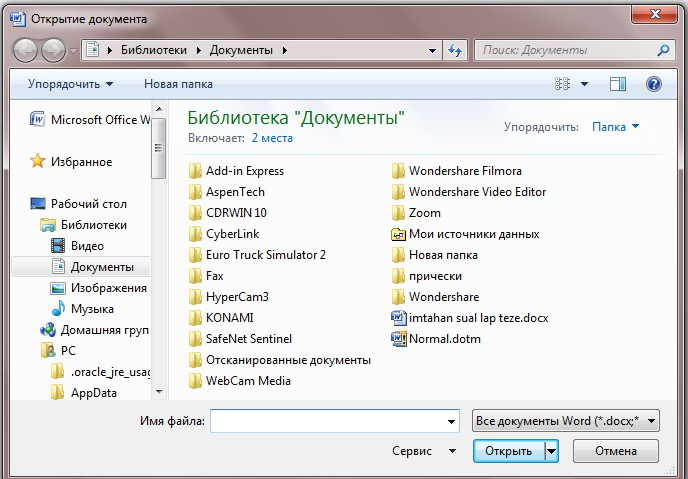 Открытие документа
Библиотеки Документы
Поиск: Документы
Упорядочить Новая папка
Microsoft Office W
Избранное
Рабочий стол
Библиотеки
Видео
Документы
Изображения
Музыка
Домашняя груп
PC
.oracle_jre_usag
AppData
Библиотека "Документы"
Включает: 2 места
Упорядочить: Папка
Add-in Express
AspenTech
CDRWIN 10
CyberLink
Euro Truck Simulator 2
Fax
HyperCam3
KONAMI
SafeNet Sentinel
Отсканированные документы
WebCam Media
Wondershare Filmora
Wondershare Video Editor
Zoom
Мои источники данных
Новая папка
прически
Wondershare
imtahan sual lap teze.docx
Normal.dotm
Имя файла:
Все документы Word (*.docx;*
Сервис Открыть Отмена